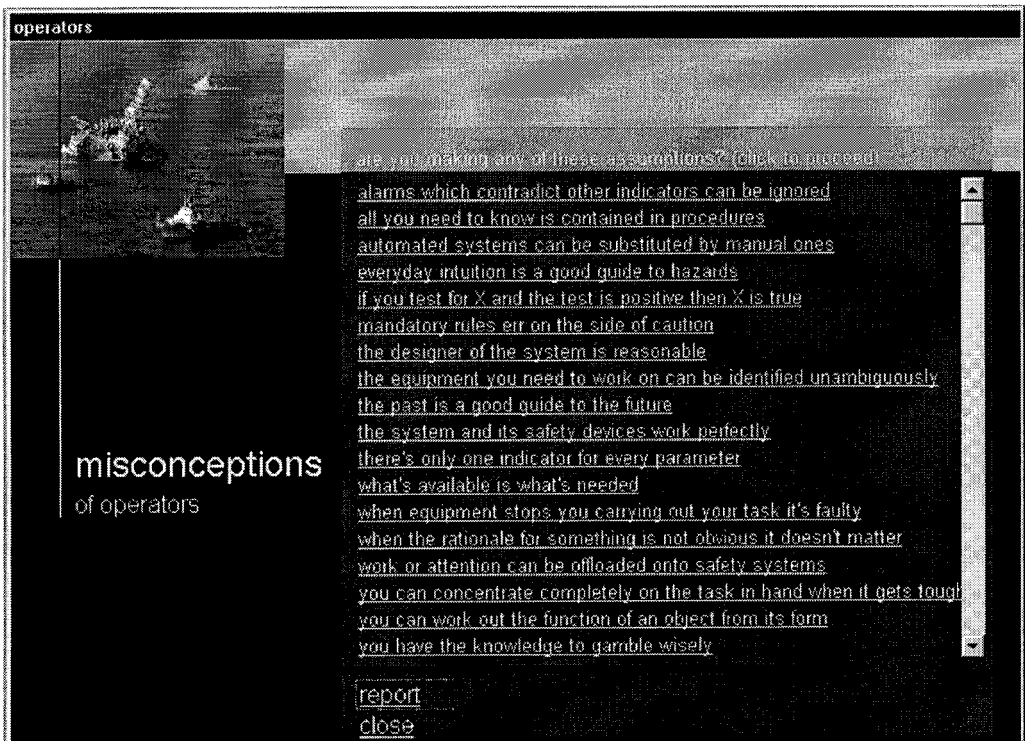 operators
are you making any of these assumptions? (click to proceed)
alarms which contradict other indicators can be ignored
all you need to know is contained in procedures
automated systems can be substituted by manual ones
everyday intuition is a good guide to hazards
if you test for X and the test is positive then X is true
mandatory rules err on the side of caution
the designer of the system is reasonable
the equipment you need to work on can be identified unambiguously
the past is a good guide to the future
the system and its safety devices work perfectly
there's only one indicator for every parameter
what's available is what's needed
when equipment stops you carrying out your task it's faulty
when the rationale for something is not obvious it doesn't matter
work or attention can be offloaded onto safety systems
you can concentrate completely on the task in hand when it gets tough
you can work out the function of an object from its form
you have the knowledge to gamble wisely
misconceptions
of operators
report
close